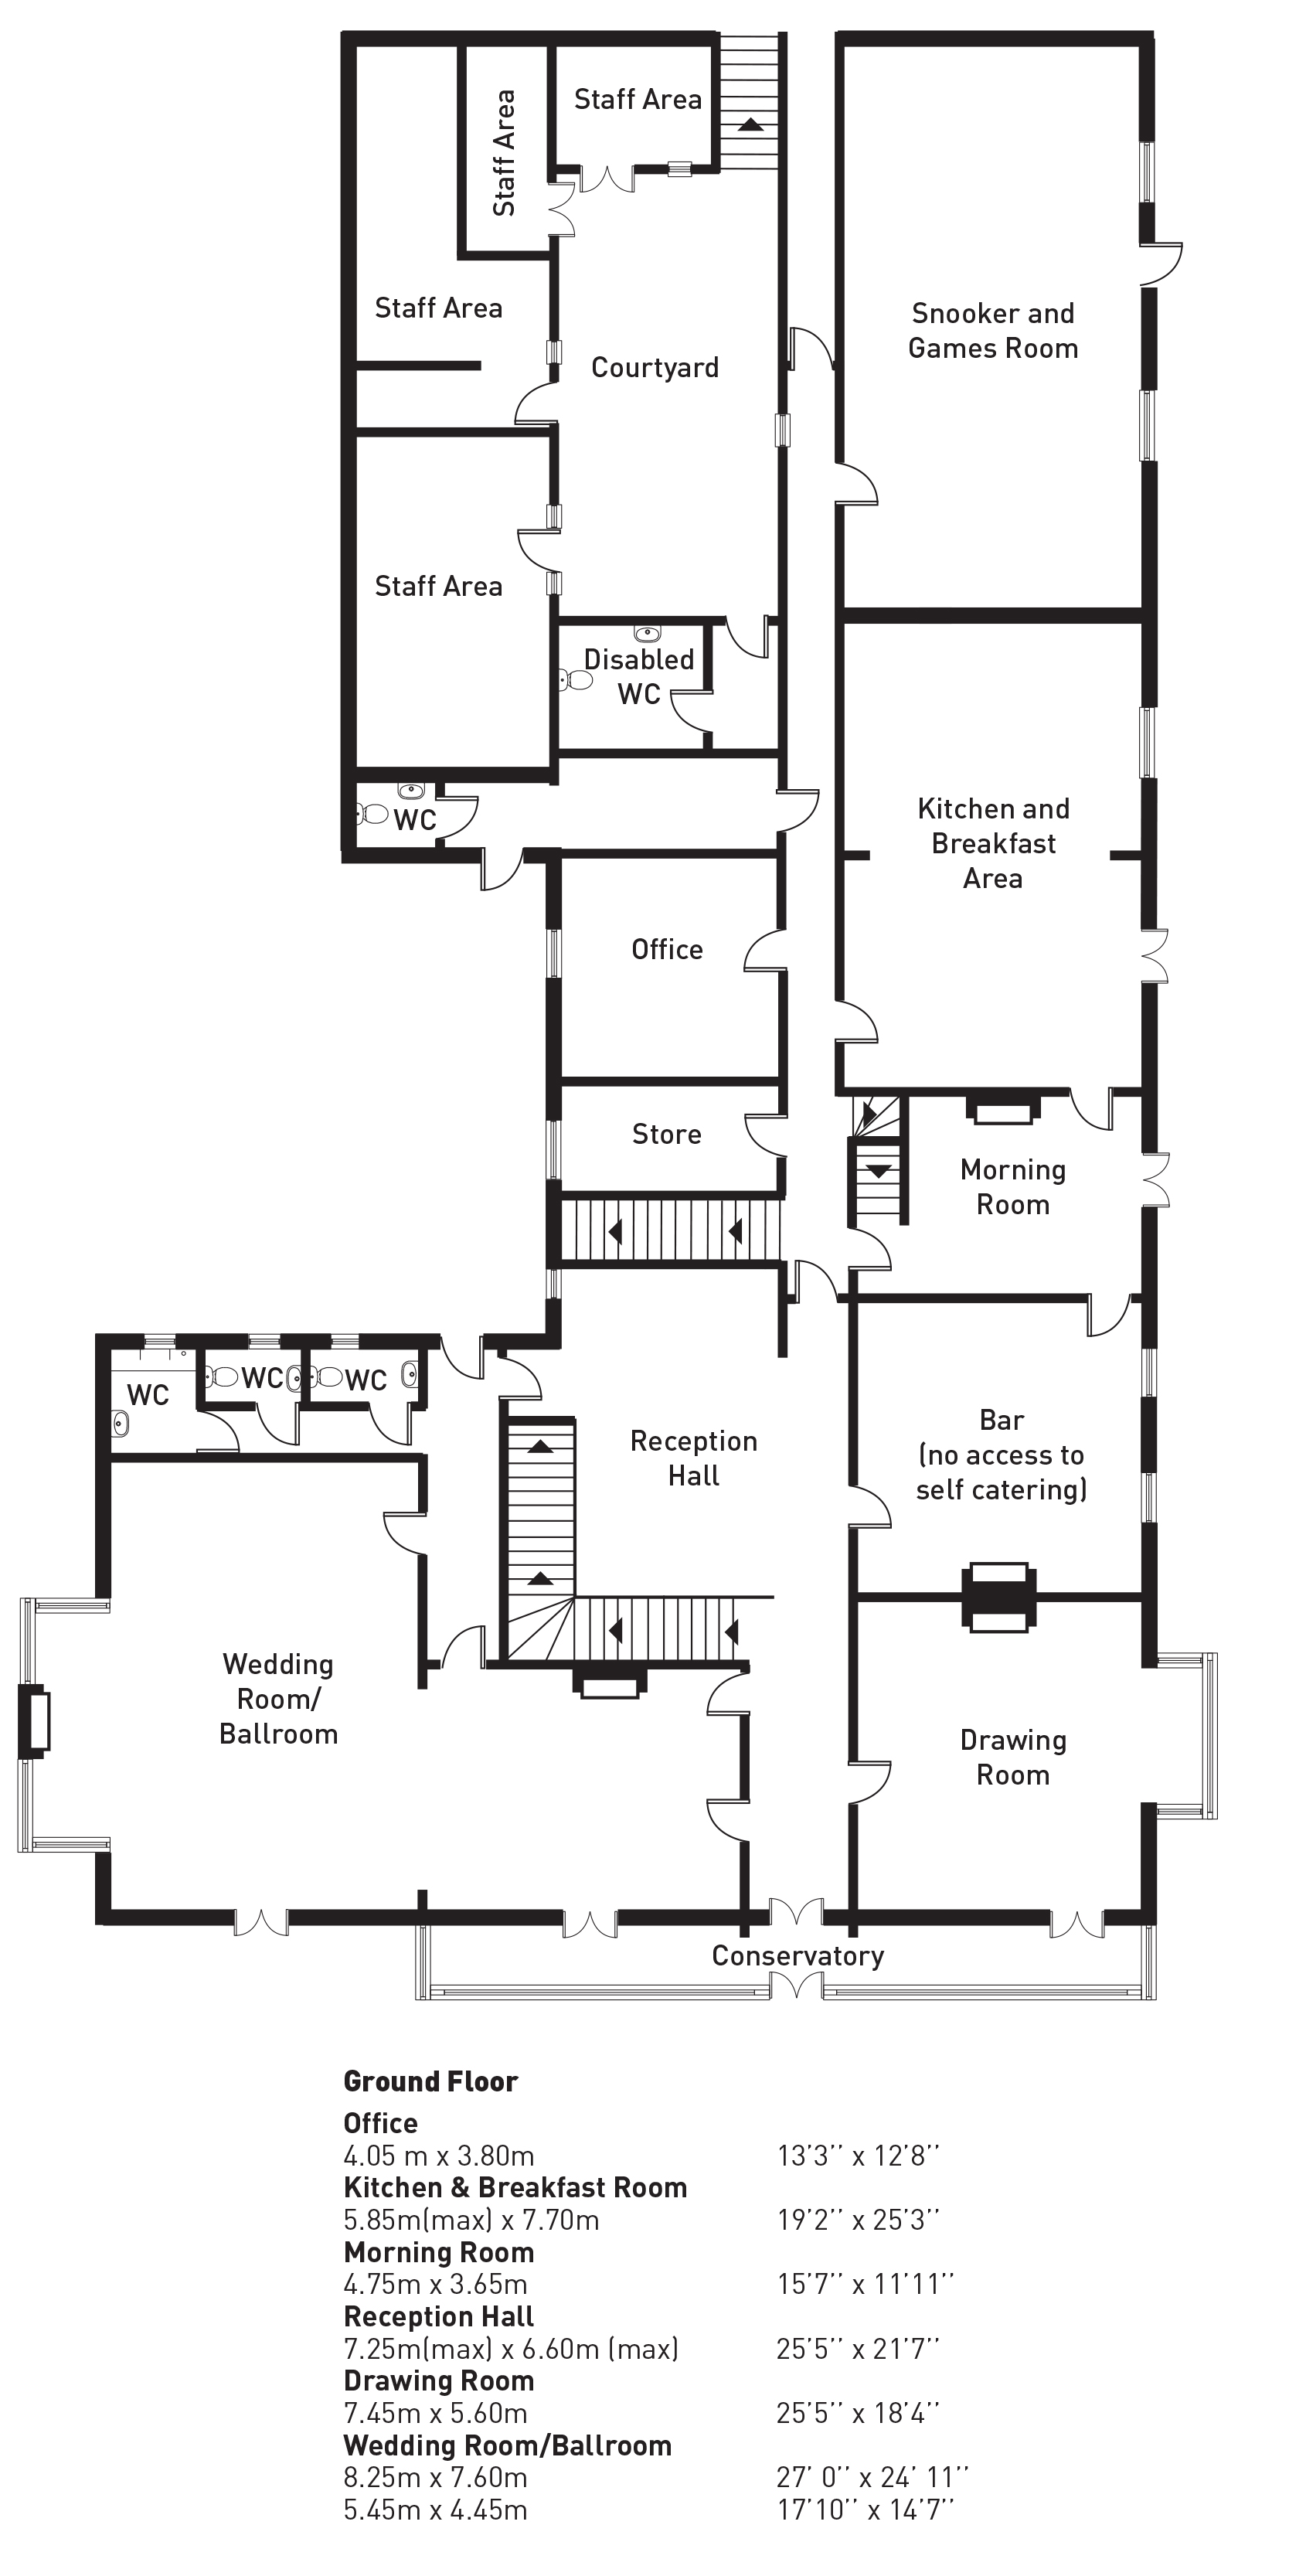 Staff Area
Staff Area
Staff Area
Snooker and
Games Room
Courtyard
Staff Area
Disabled
WC
WC
Kitchen and
Breakfast
Area
Office
Store
Morning
Room
WC
WC
WC
Reception
Hall
Bar
(no access to
self catering)
Wedding
Room/
Ballroom
Drawing
Room
Conservatory
Ground Floor
Office
4.05 m x 3.80m 13’3’’ x 12’8’’
Kitchen & Breakfast Room
5.85m(max) x 7.70m 19’2’’ x 25’3’’
Morning Room
4.75m x 3.65m 15’7’’ x 11’11’’
Reception Hall
7.25m(max) x 6.60m (max) 25’5’’ x 21’7’’
Drawing Room
7.45m x 5.60m 25’5’’ x 18’4’’
Wedding Room/Ballroom
8.25m x 7.60m 27’ 0’’ x 24’ 11’’
5.45m x 4.45m 17’10’’ x 14’7’’